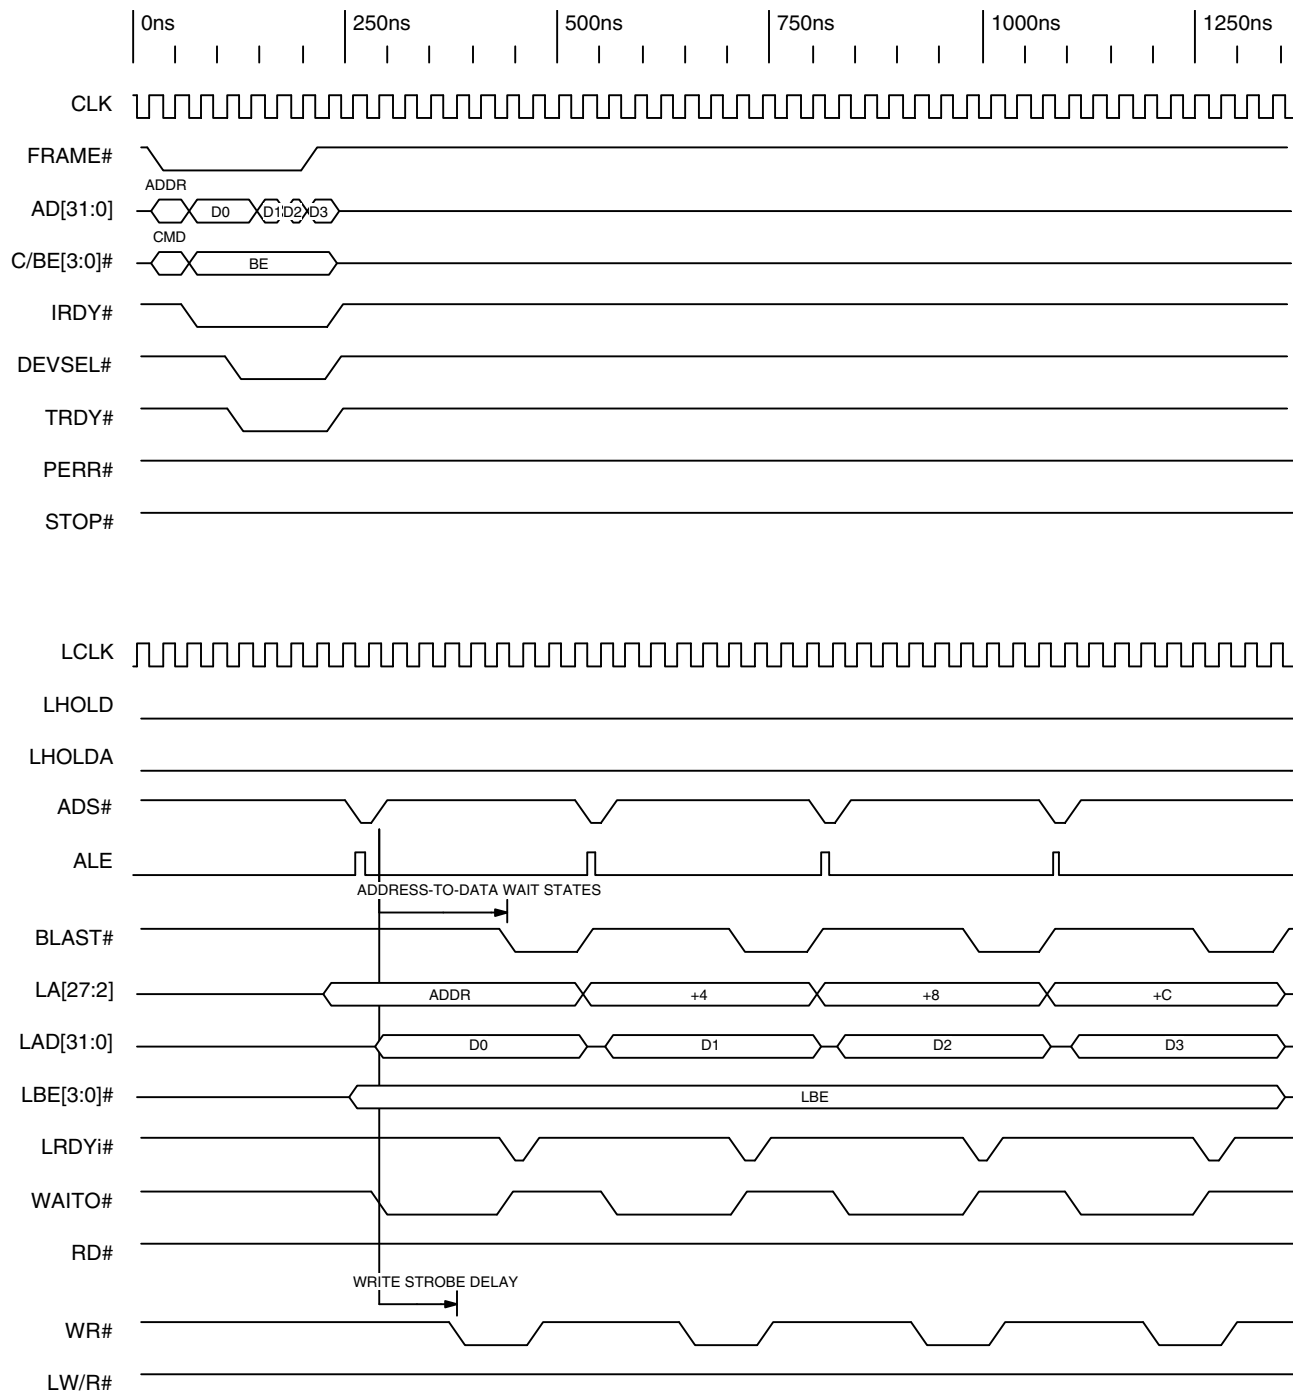 0ns 250ns 500ns 750ns 1000ns 1250ns
CLK
FRAME#
ADDR
AD[31:0] D0 D1 D2 D3
CMD
C/BE[3:0]# BE
IRDY#
DEVSEL#
TRDY#
PERR#
STOP#
LCLK
LHOLD
LHOLDA
ADS#
ALE
ADDRESS-TO-DATA WAIT STATES
BLAST#
LA[27:2] ADDR +4 +8 +C
LAD[31:0] D0 D1 D2 D3
LBE[3:0]# LBE
LRDYi#
WAITO#
RD#
WRITE STROBE DELAY
WR#
LW/R#